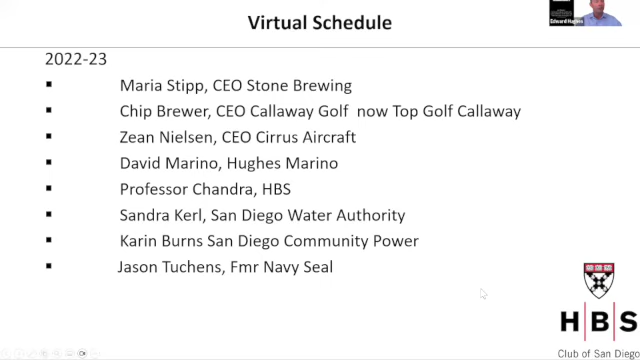 Virtual Schedule
Edward Hughes
2022-23
Maria Stipp, CEO Stone Brewing
Chip Brewer, CEO Callaway Golf now Top Golf Callaway
Zean Nielsen, CEO Cirrus Aircraft
David Marino, Hughes Marino
Professor Chandra, HBS
Sandra Kerl, San Diego Water Authority
Karin Burns San Diego Community Power
Jason Tuchens, Fmr Navy Seal
H|B|S
Club of San Diego